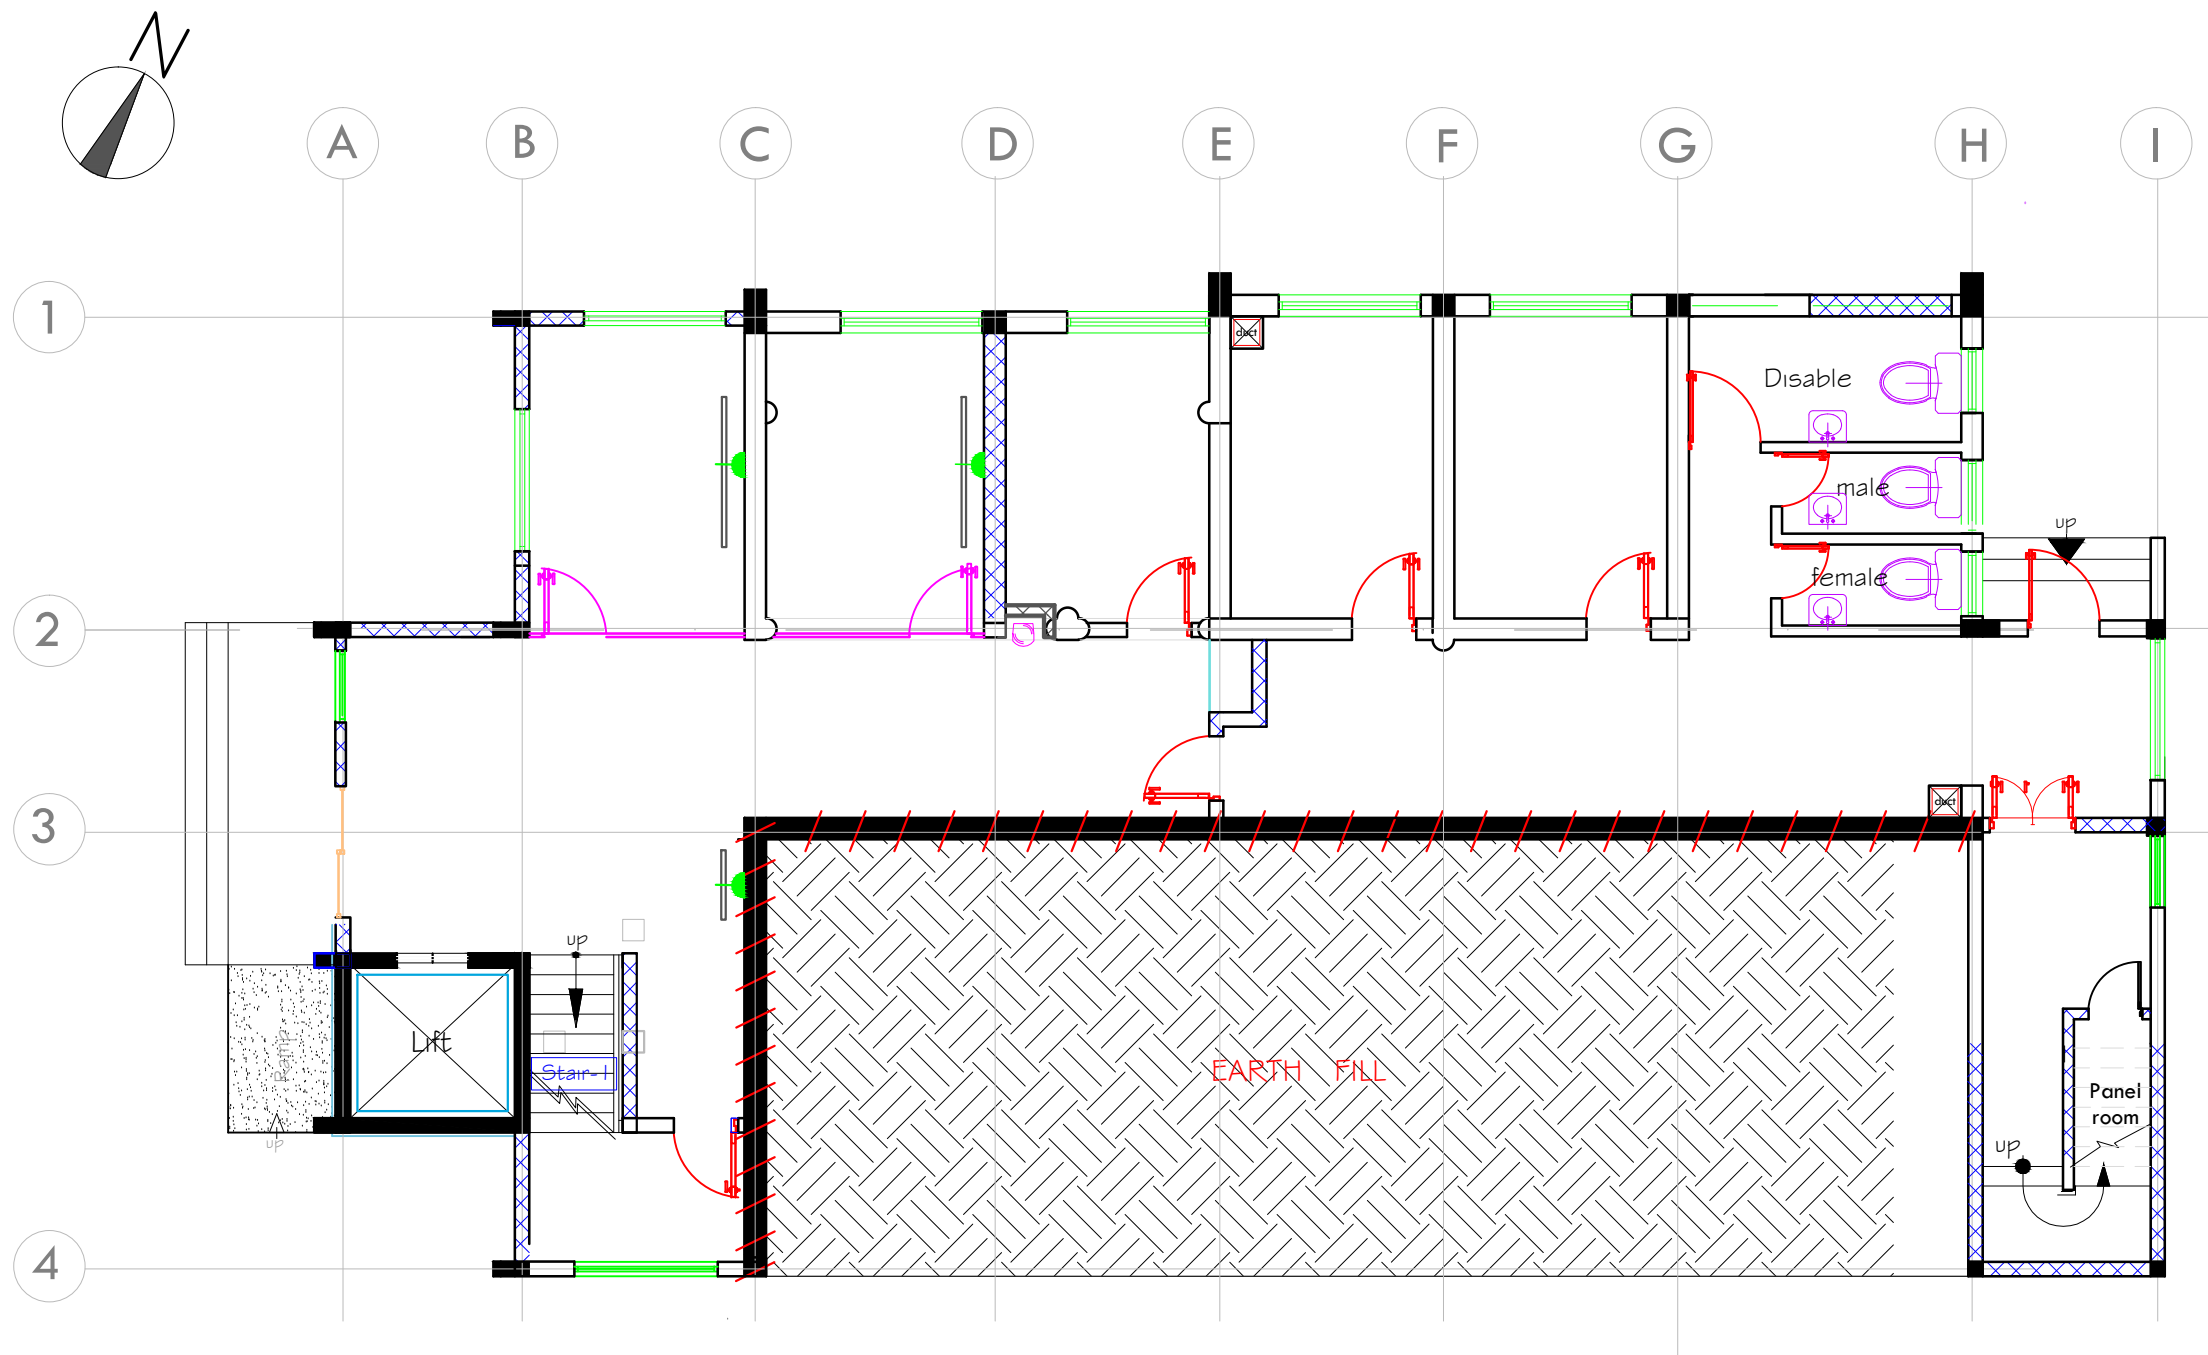 N
A B C D E F G H I
1
duct
Disable
male
up
female
2
3
duct
up
Lift
Ramp
Stair-1
EARTH FILL
Panel
room
up
up
4